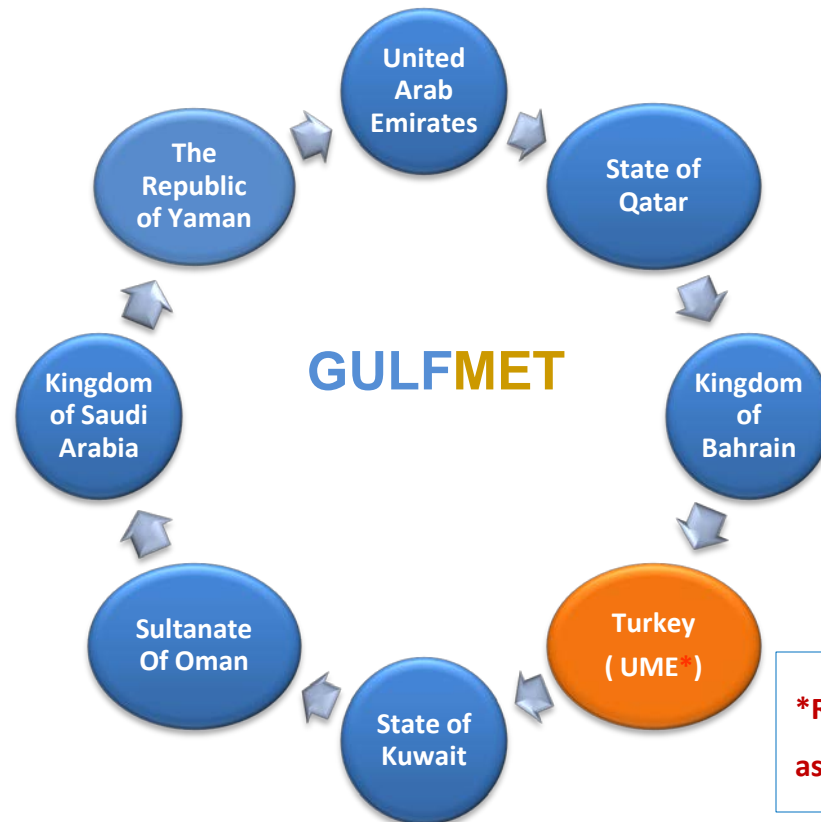 United
Arab
Emirates
State of
Qatar
Kingdom
of
Bahrain
Turkey
( UME*)
State of
Kuwait
Sultanate
Of Oman
Kingdom
of Saudi
Arabia
The
Republic
of Yaman
GULFMET